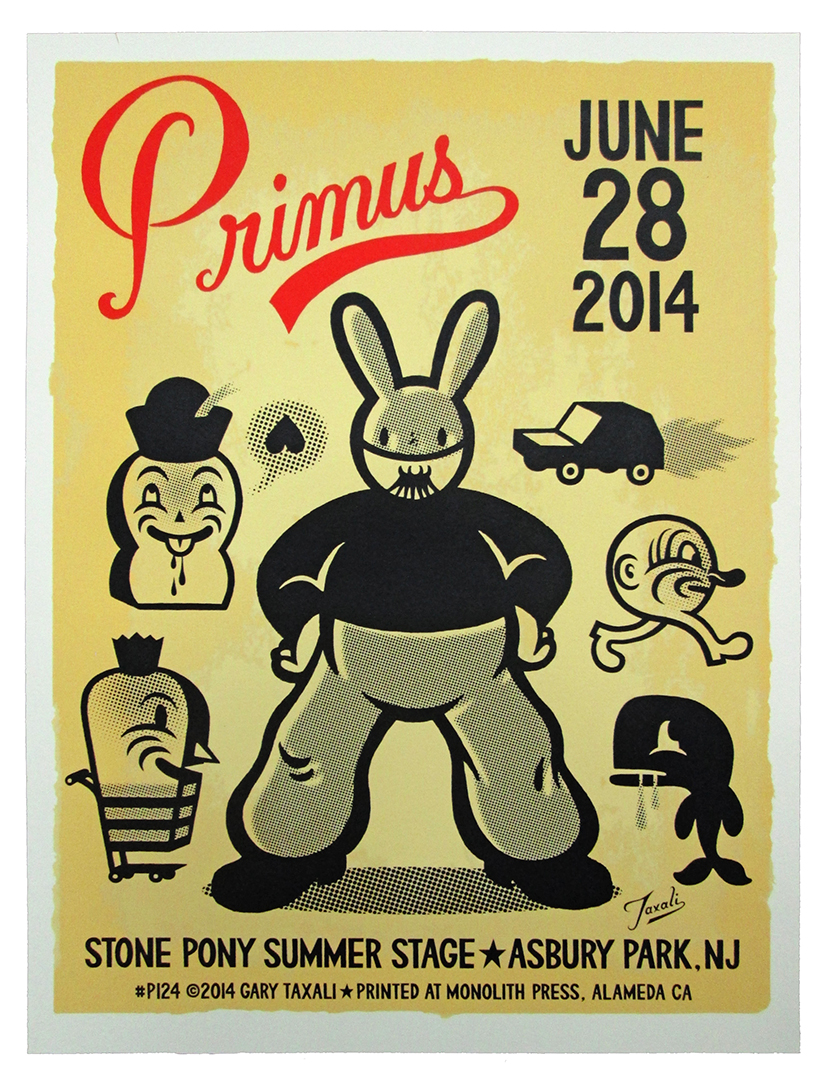 Primus
JUNE
28
2014
Taxali
STONE PONY SUMMER STAGE★ASBURY PARK, NJ
#P124 ©2014 GARY TAXALI★PRINTED AT MONOLITH PRESS, ALAMEDA CA